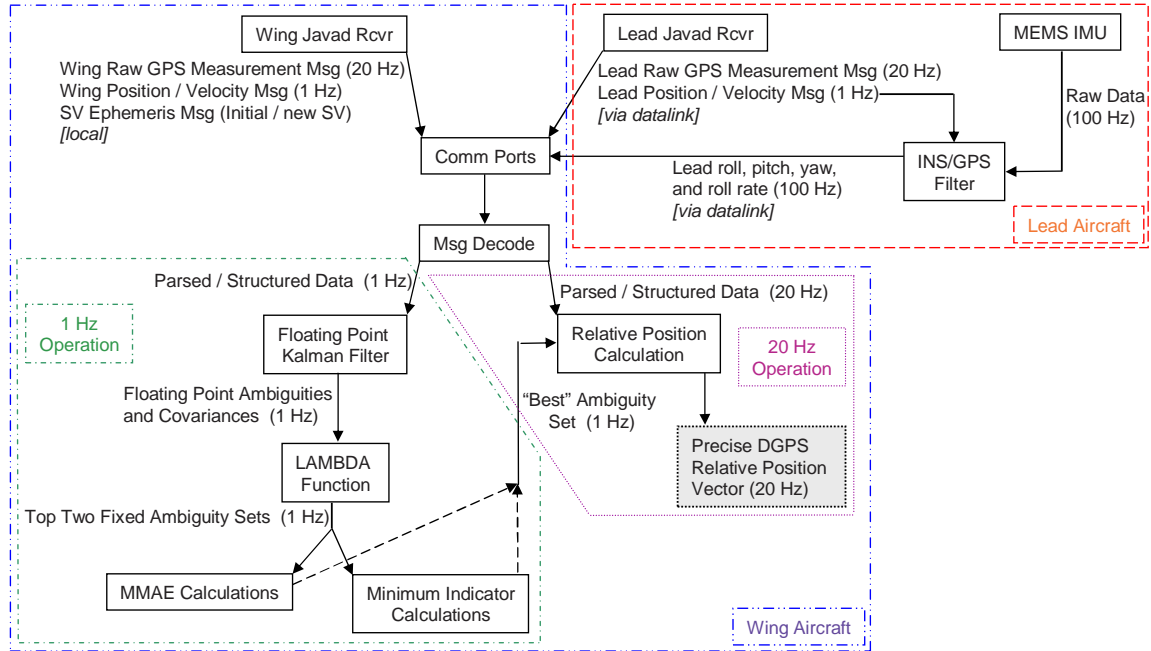 Wing Javad Rcvr
Wing Raw GPS Measurement Msg (20 Hz)
Wing Position / Velocity Msg (1 Hz)
SV Ephemeris Msg (Initial / new SV)
[local]
Lead Javad Rcvr
Lead Raw GPS Measurement Msg (20 Hz)
Lead Position / Velocity Msg (1 Hz)
[via datalink]
MEMS IMU
Raw Data
(100 Hz)
Comm Ports
INS/GPS
Filter
Lead roll, pitch, yaw,
and roll rate (100 Hz)
[via datalink]
Lead Aircraft
Msg Decode
Parsed / Structured Data (1 Hz)
Parsed / Structured Data (20 Hz)
1 Hz
Operation
Floating Point
Kalman Filter
Relative Position
Calculation
20 Hz
Operation
Floating Point Ambiguities
and Covariances (1 Hz)
“Best” Ambiguity
Set (1 Hz)
LAMBDA
Function
Precise DGPS
Relative Position
Vector (20 Hz)
Top Two Fixed Ambiguity Sets (1 Hz)
MMAE Calculations
Minimum Indicator
Calculations
Wing Aircraft